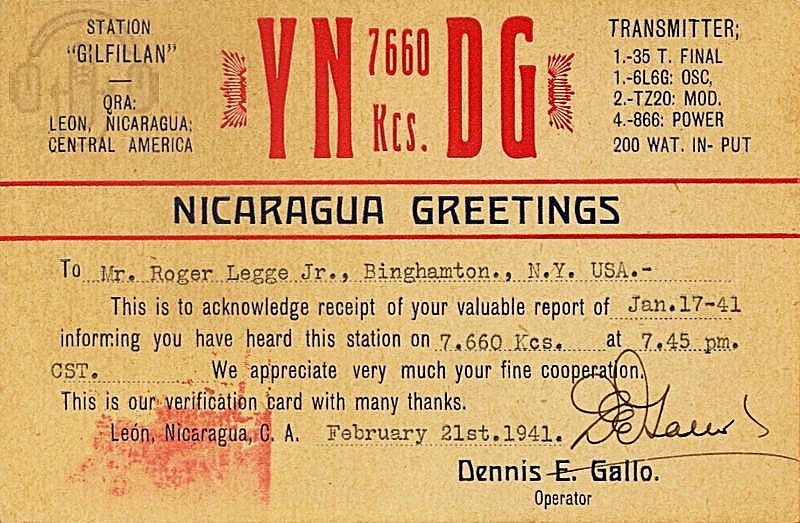 STATION
"GILFILLAN"
QRA:
LEON, NICARAGUA;
CENTRAL AMERICA
YN 7660 Kcs. DG
TRANSMITTER;
1.-35 T. FINAL
1.-6L6G: OSC,
2.-TZ20: MOD.
4.-866: POWER
200 WAT. IN- PUT
NICARAGUA GREETINGS
To Mr. Roger Legge Jr., Binghamton., N.Y. USA.-
This is to acknowledge receipt of your valuable report of Jan.17-41
informing you have heard this station on 7.660 Kcs. at 7.45 pm.
CST. We appreciate very much your fine cooperation.
This is our verification card with many thanks.
León, Nicaragua, C. A. February 21st.1941.
Dennis E. Gallo.
Operator